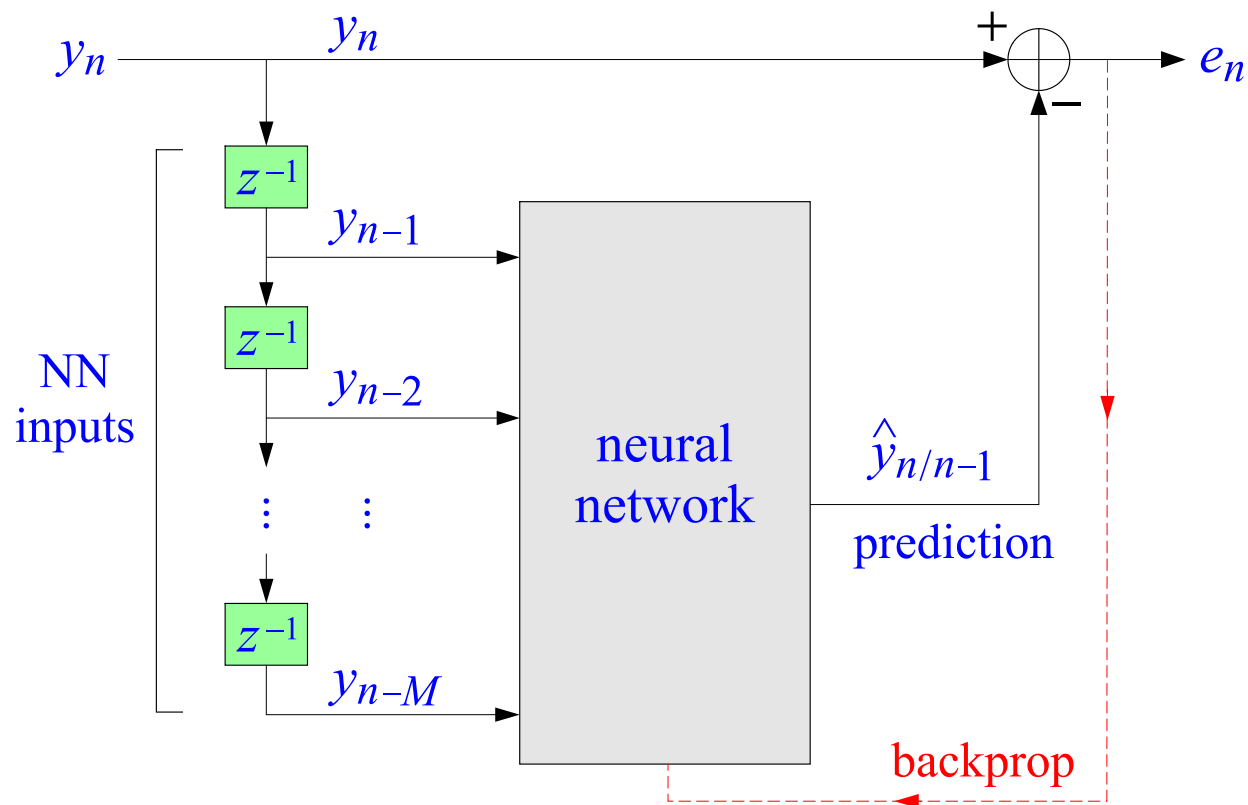 yₙ
yₙ
+
−
eₙ
z⁻¹
yₙ₋₁
z⁻¹
yₙ₋₂
NN
inputs
⋮ ⋮
neural
network
ŷₙ/ₙ₋₁
prediction
z⁻¹
yₙ₋M
backprop